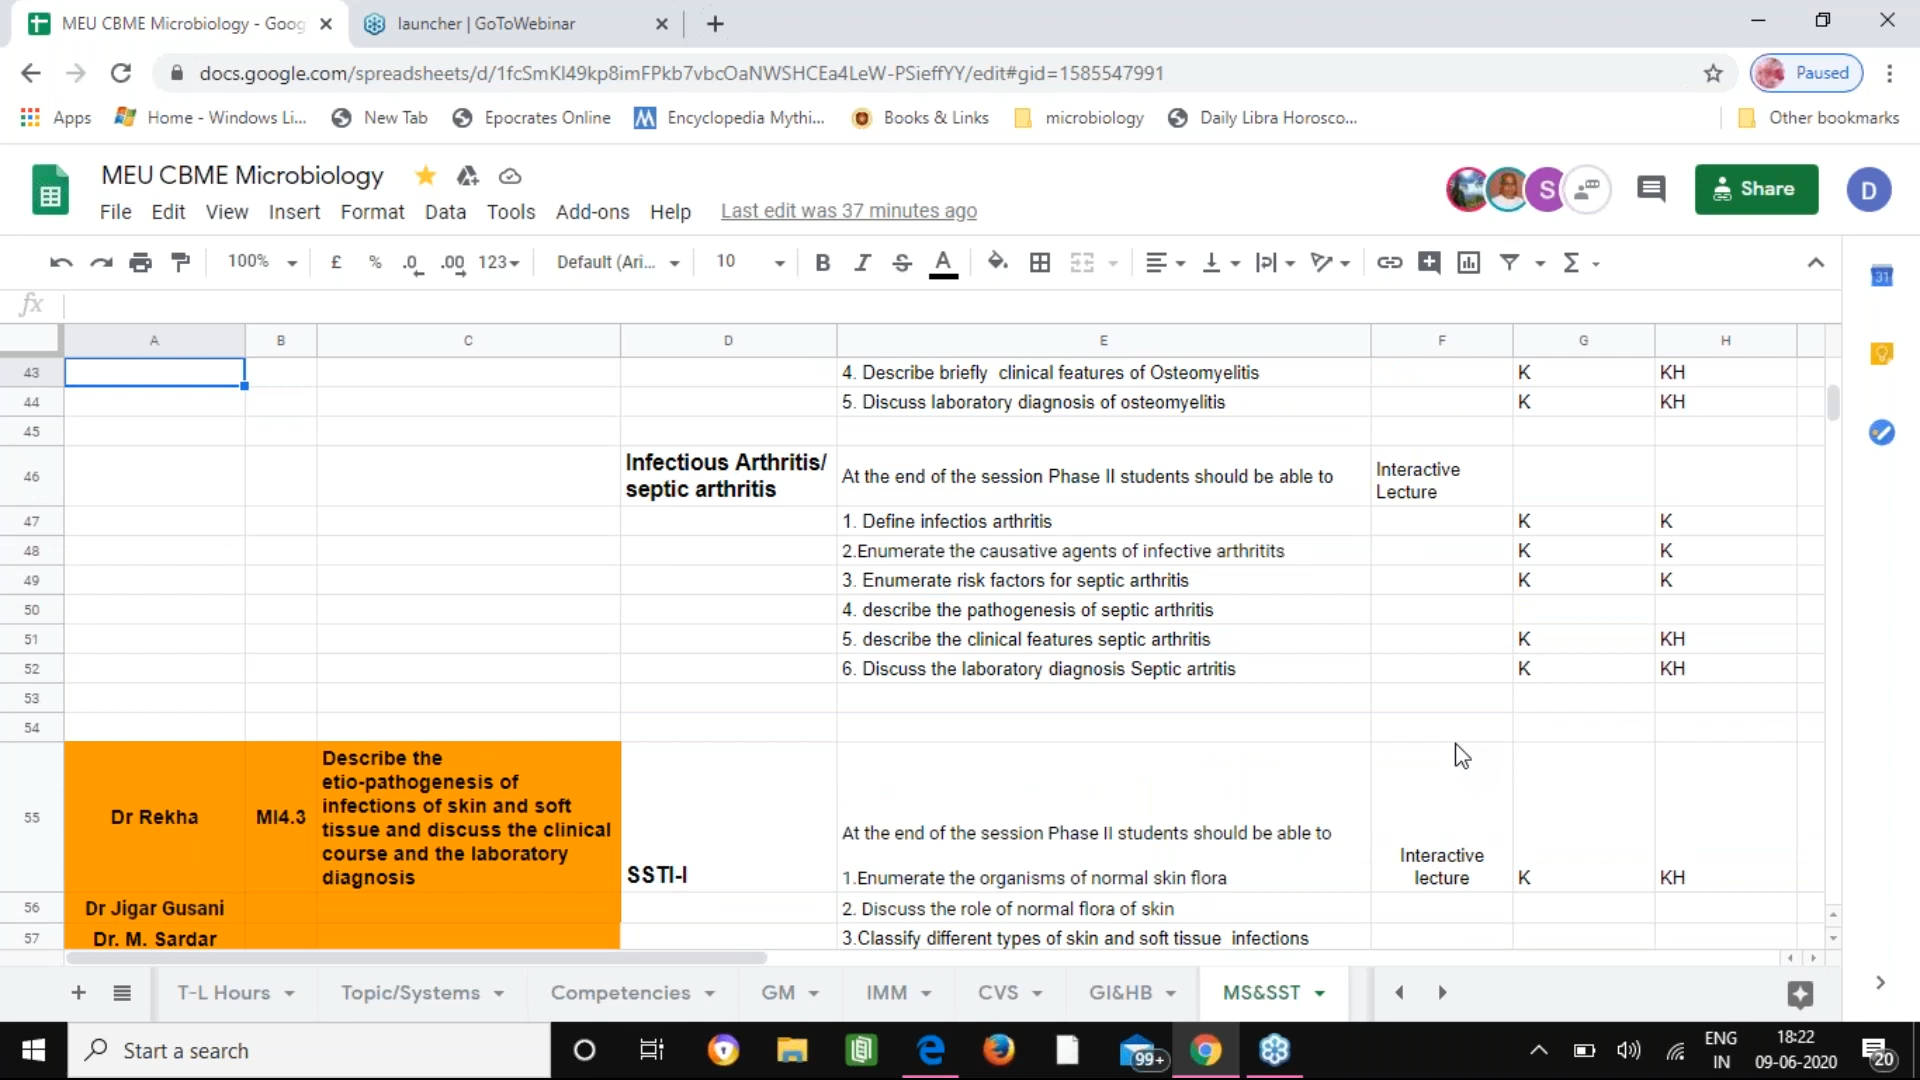 MEU CBME Microbiology - Goog
launcher | GoToWebinar
docs.google.com/spreadsheets/d/1fcSmKl49kp8imFPkb7vbcOaNWSHCEa4LeW-PSieffYY/edit#gid=1585547991
Paused
Apps
Home - Windows Li...
New Tab
Epocrates Online
Encyclopedia Mythi...
Books & Links
microbiology
Daily Libra Horosco...
Other bookmarks
MEU CBME Microbiology
S
Share
D
File Edit View Insert Format Data Tools Add-ons Help
Last edit was 37 minutes ago
100% £ % .0 .00 123 Default (Ari... 10 B I S A
31
fx
A B C D E F G H
43 4. Describe briefly clinical features of Osteomyelitis K KH
44 5. Discuss laboratory diagnosis of osteomyelitis K KH
45
46 Infectious Arthritis/ septic arthritis At the end of the session Phase II students should be able to Interactive Lecture
47 1. Define infectios arthritis K K
48 2.Enumerate the causative agents of infective arthritits K K
49 3. Enumerate risk factors for septic arthritis K K
50 4. describe the pathogenesis of septic arthritis
51 5. describe the clinical features septic arthritis K KH
52 6. Discuss the laboratory diagnosis Septic artritis K KH
53
54
55 Dr Rekha MI4.3
Describe the
etio-pathogenesis of
infections of skin and soft
tissue and discuss the clinical
course and the laboratory
diagnosis
SSTI-I
At the end of the session Phase II students should be able to
1.Enumerate the organisms of normal skin flora
Interactive
lecture
K KH
56 Dr Jigar Gusani 2. Discuss the role of normal flora of skin
57 Dr. M. Sardar 3.Classify different types of skin and soft tissue infections
T-L Hours Topic/Systems Competencies GM IMM CVS GI&HB MS&SST
Start a search
99+
ENG
IN
18:22
09-06-2020
20